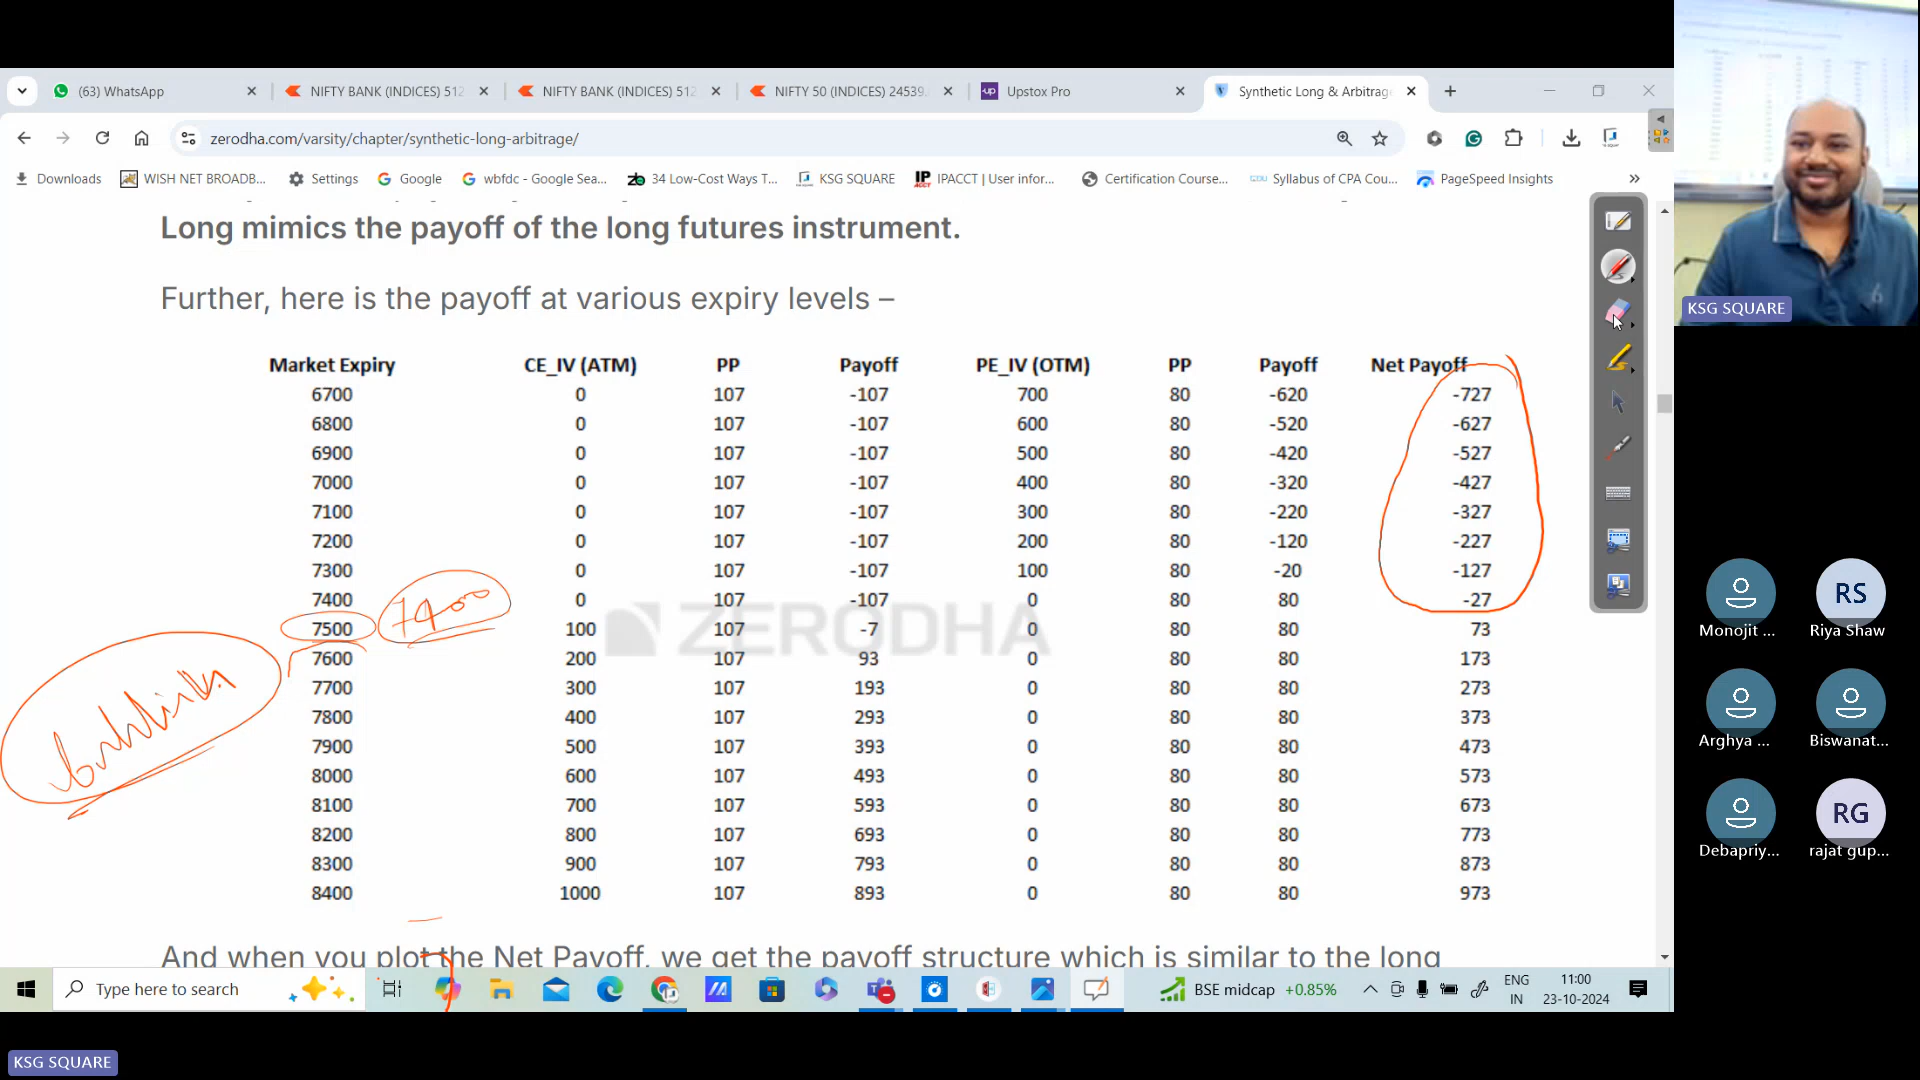 (63) WhatsApp
NIFTY BANK (INDICES) 512
NIFTY BANK (INDICES) 512
NIFTY 50 (INDICES) 24539.
Upstox Pro
Synthetic Long & Arbitrag
zerodha.com/varsity/chapter/synthetic-long-arbitrage/
Downloads
WISH NET BROADB...
Settings
Google
wbfdc - Google Sea...
34 Low-Cost Ways T...
KSG SQUARE
IPACCT | User infor...
Certification Course...
Syllabus of CPA Cou...
PageSpeed Insights
Long mimics the payoff of the long futures instrument.
Further, here is the payoff at various expiry levels –
Market Expiry CE_IV (ATM) PP Payoff PE_IV (OTM) PP Payoff Net Payoff
6700 0 107 -107 700 80 -620 -727
6800 0 107 -107 600 80 -520 -627
6900 0 107 -107 500 80 -420 -527
7000 0 107 -107 400 80 -320 -427
7100 0 107 -107 300 80 -220 -327
7200 0 107 -107 200 80 -120 -227
7300 0 107 -107 100 80 -20 -127
7400 0 107 -107 0 80 80 -27
7400
7500 100 107 -7 0 80 80 73
ZERODHA
7600 200 107 93 0 80 80 173
7700 300 107 193 0 80 80 273
7800 400 107 293 0 80 80 373
7900 500 107 393 0 80 80 473
8000 600 107 493 0 80 80 573
8100 700 107 593 0 80 80 673
8200 800 107 693 0 80 80 773
8300 900 107 793 0 80 80 873
8400 1000 107 893 0 80 80 973
And when you plot the Net Payoff, we get the payoff structure which is similar to the long
Type here to search
BSE midcap +0.85%
ENG
IN
11:00
23-10-2024
KSG SQUARE
KSG SQUARE
RS
Monojit ...
Riya Shaw
Arghya ...
Biswanat...
RG
Debapriy...
rajat gup...